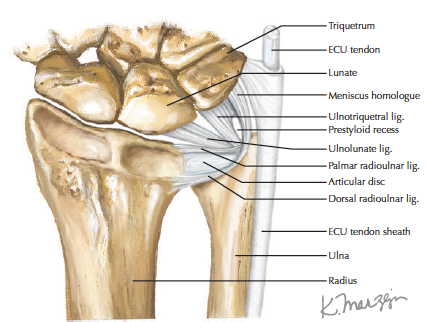 Triquetrum
ECU tendon
Lunate
Meniscus homologue
Ulnotriquetral lig.
Prestyloid recess
Ulnolunate lig.
Palmar radioulnar lig.
Articular disc
Dorsal radioulnar lig.
ECU tendon sheath
Ulna
Radius